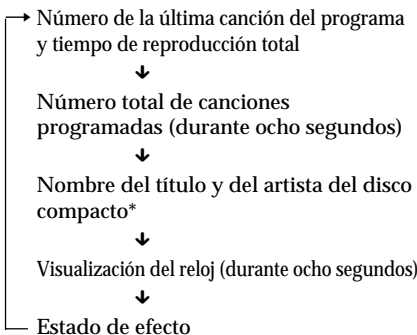 Número de la última canción del programa
y tiempo de reproducción total
Número total de canciones
programadas (durante ocho segundos)
Nombre del título y del artista del disco
compacto*
Visualización del reloj (durante ocho segundos)
Estado de efecto